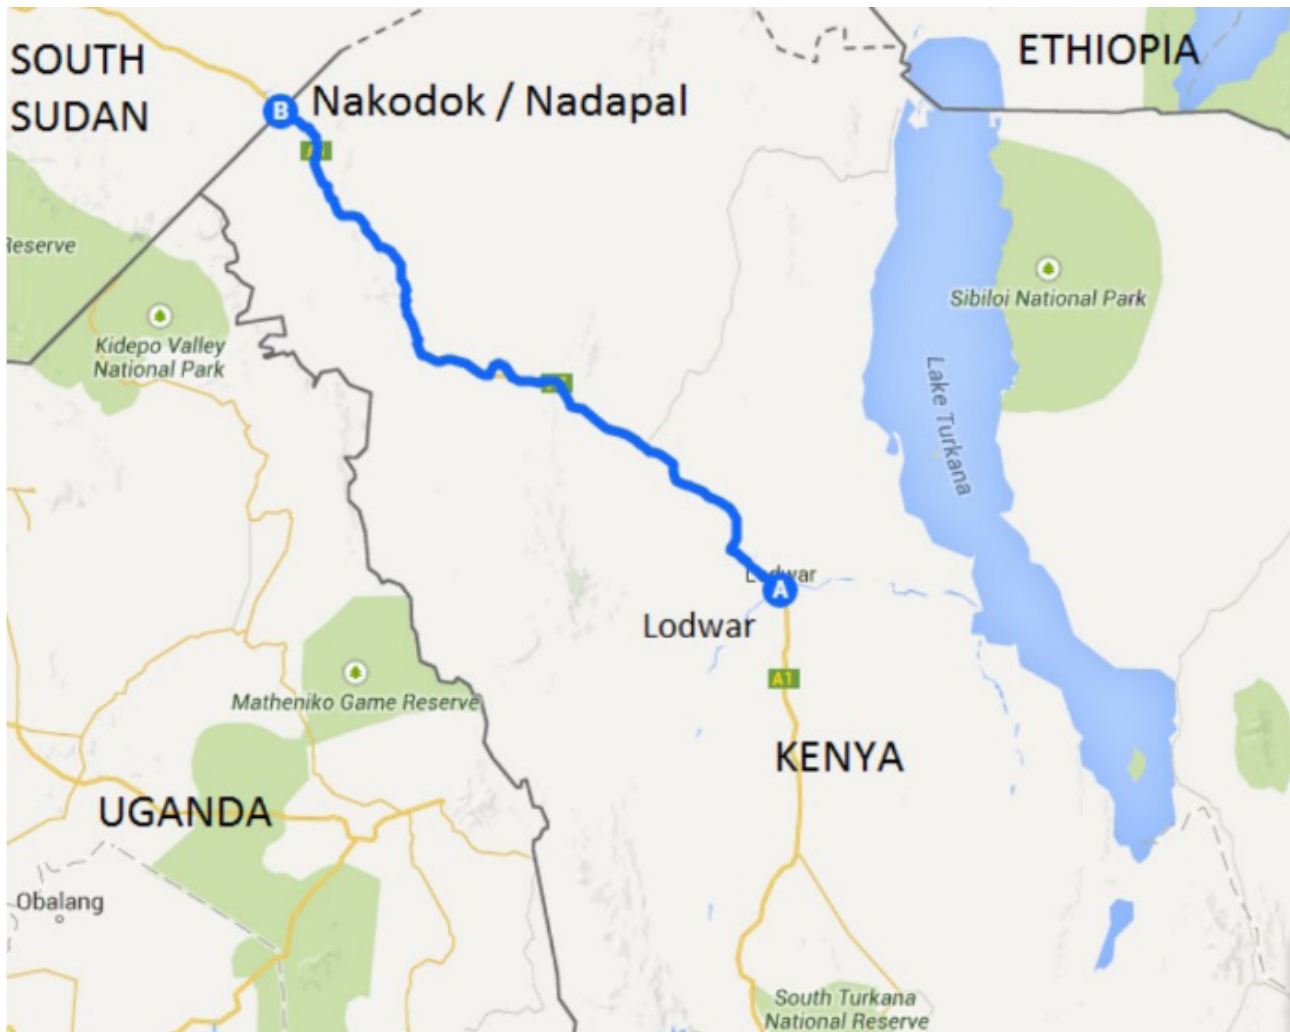 SOUTH
SUDAN
ETHIOPIA
B
Nakodok / Nadapal
Reserve
Sibiloi National Park
Kidepo Valley
National Park
Lake Turkana
Lodwar
A
Lodwar
A1
Matheniko Game Reserve
KENYA
UGANDA
Obalang
South Turkana
National Reserve